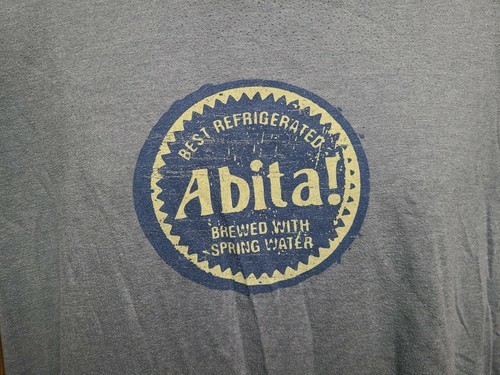 BEST REFRIGERATED
Abita!
BREWED WITH
SPRING WATER